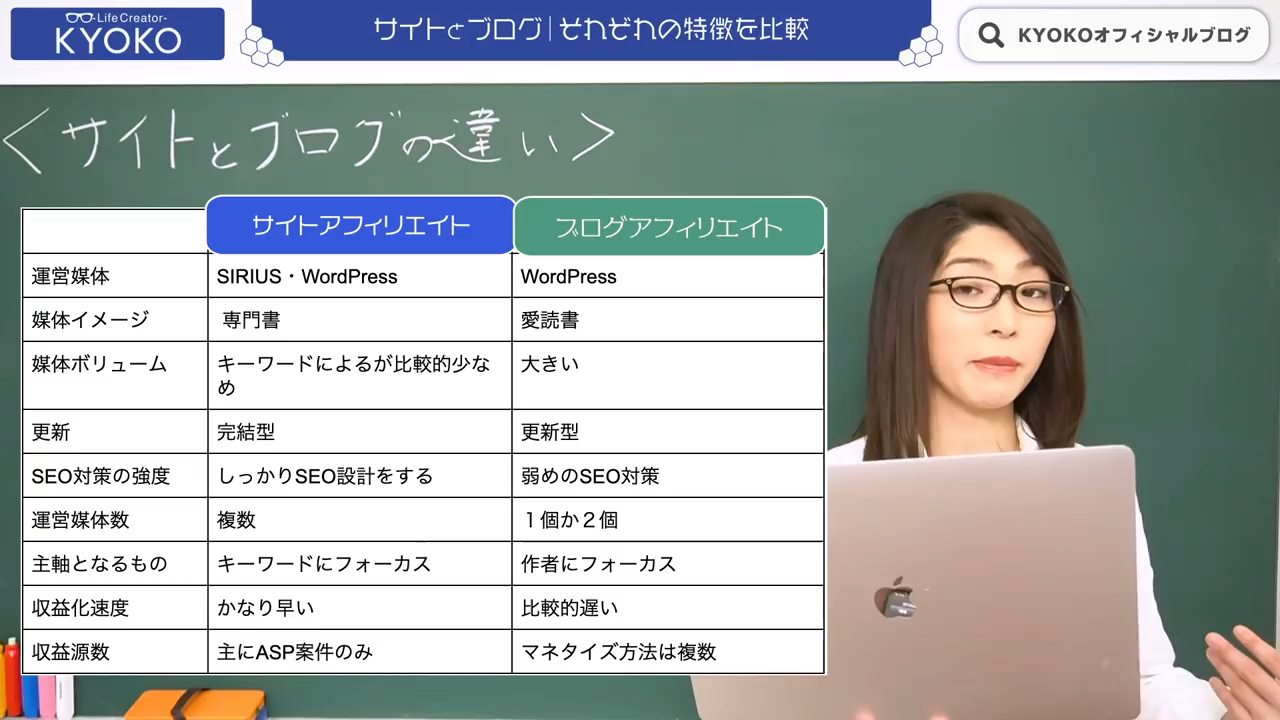 -Life Creator-
KYOKO
サイトとブログ|それぞれの特徴を比較
KYOKOオフィシャルブログ
＜サイトとブログの違い＞
サイトアフィリエイト ブログアフィリエイト
運営媒体 SIRIUS・WordPress WordPress
媒体イメージ 専門書 愛読書
媒体ボリューム キーワードによるが比較的少な 大きい
め
更新 完結型 更新型
SEO対策の強度 しっかりSEO設計をする 弱めのSEO対策
運営媒体数 複数 １個か２個
主軸となるもの キーワードにフォーカス 作者にフォーカス
収益化速度 かなり早い 比較的遅い
収益源数 主にASP案件のみ マネタイズ方法は複数